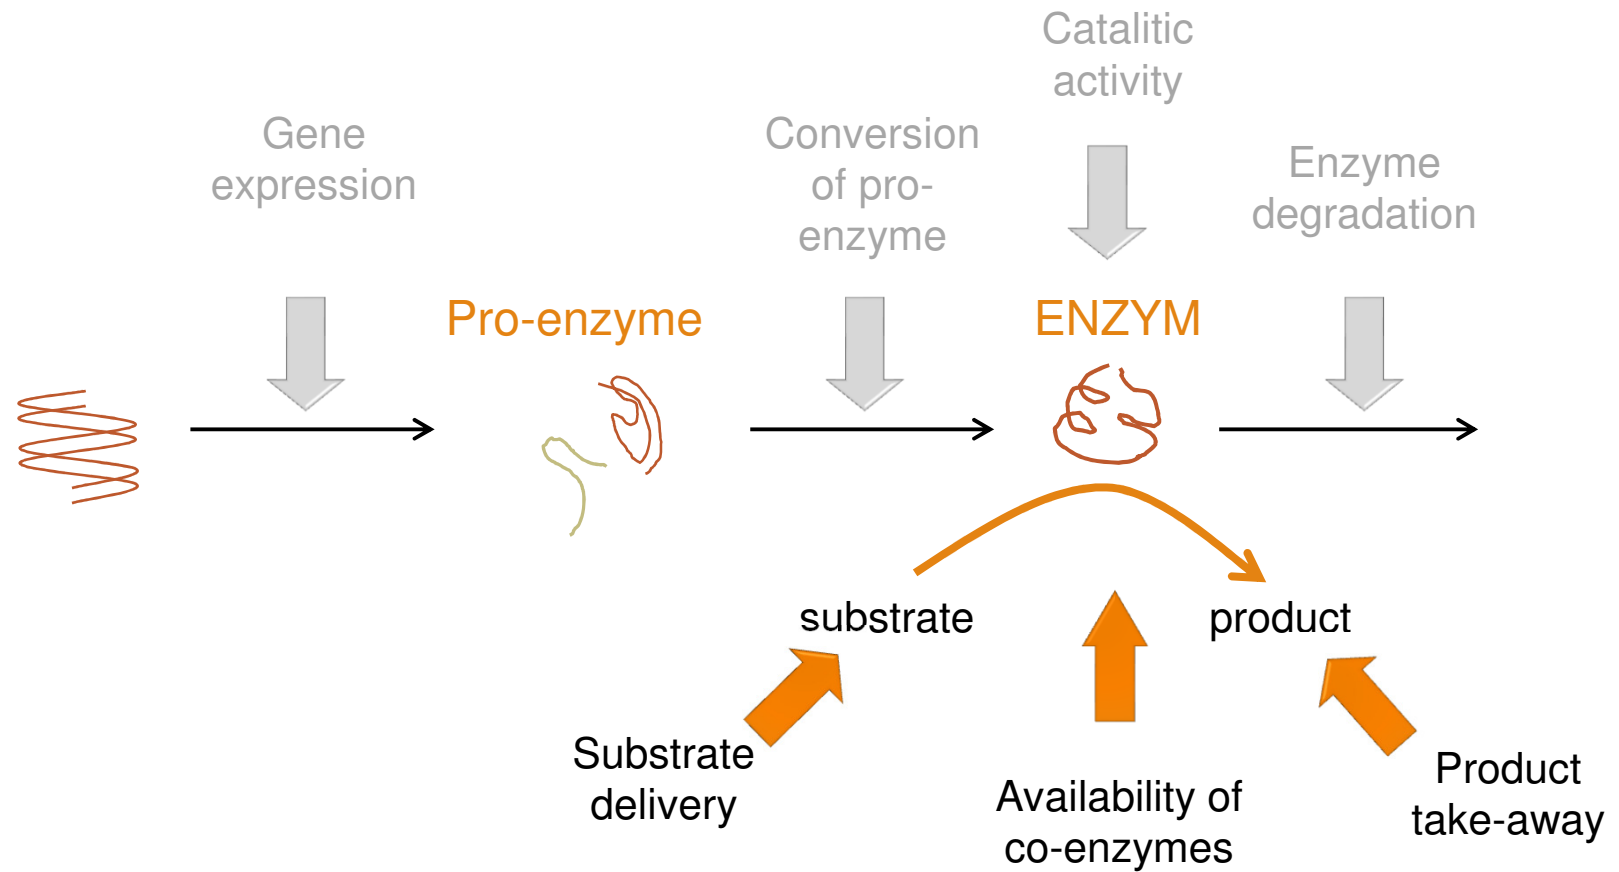 Catalitic
activity
Gene
expression
Conversion
of pro-
enzyme
Enzyme
degradation
Pro-enzyme
ENZYM
substrate
product
Substrate
delivery
Availability of
co-enzymes
Product
take-away